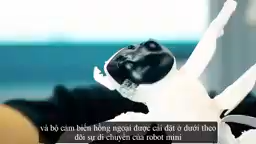 và bộ cảm biến hồng ngoại được cài đặt ở dưới theo
dõi sự di chuyển của robot mini